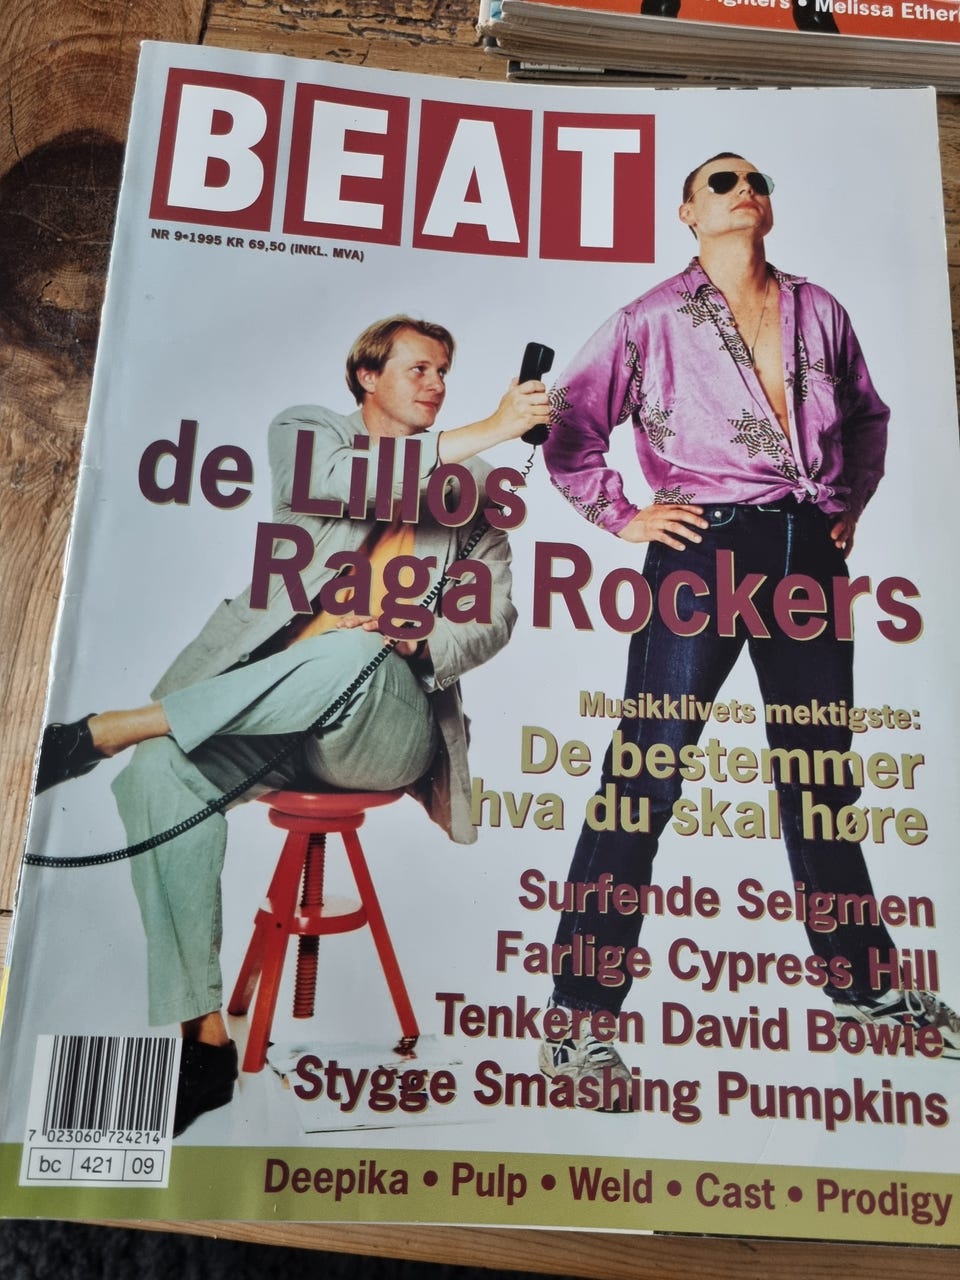 ighters • Melissa Ether
BEAT
NR 9•1995 KR 69,50 (INKL. MVA)
de Lillos
Raga Rockers
Musikklivets mektigste:
De bestemmer
hva du skal høre
Surfende Seigmen
Farlige Cypress Hill
Tenkeren David Bowie
Stygge Smashing Pumpkins
7 023060 724214
bc 421 09
Deepika • Pulp • Weld • Cast • Prodigy